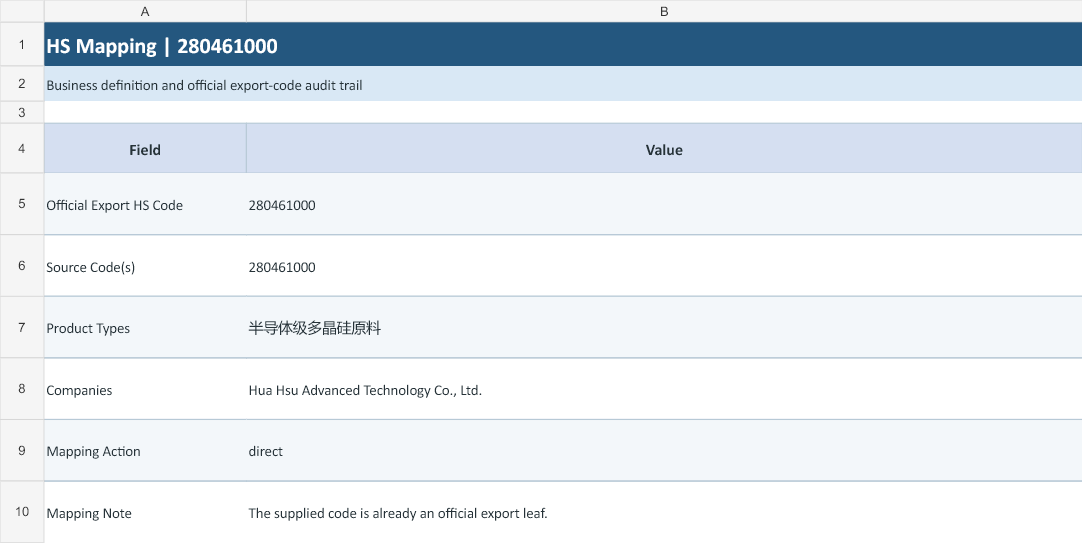 A B
1 HS Mapping | 280461000
2 Business definition and official export-code audit trail
3
4 Field Value
5 Official Export HS Code 280461000
6 Source Code(s) 280461000
7 Product Types 半导体级多晶硅原料
8 Companies Hua Hsu Advanced Technology Co., Ltd.
9 Mapping Action direct
10 Mapping Note The supplied code is already an official export leaf.